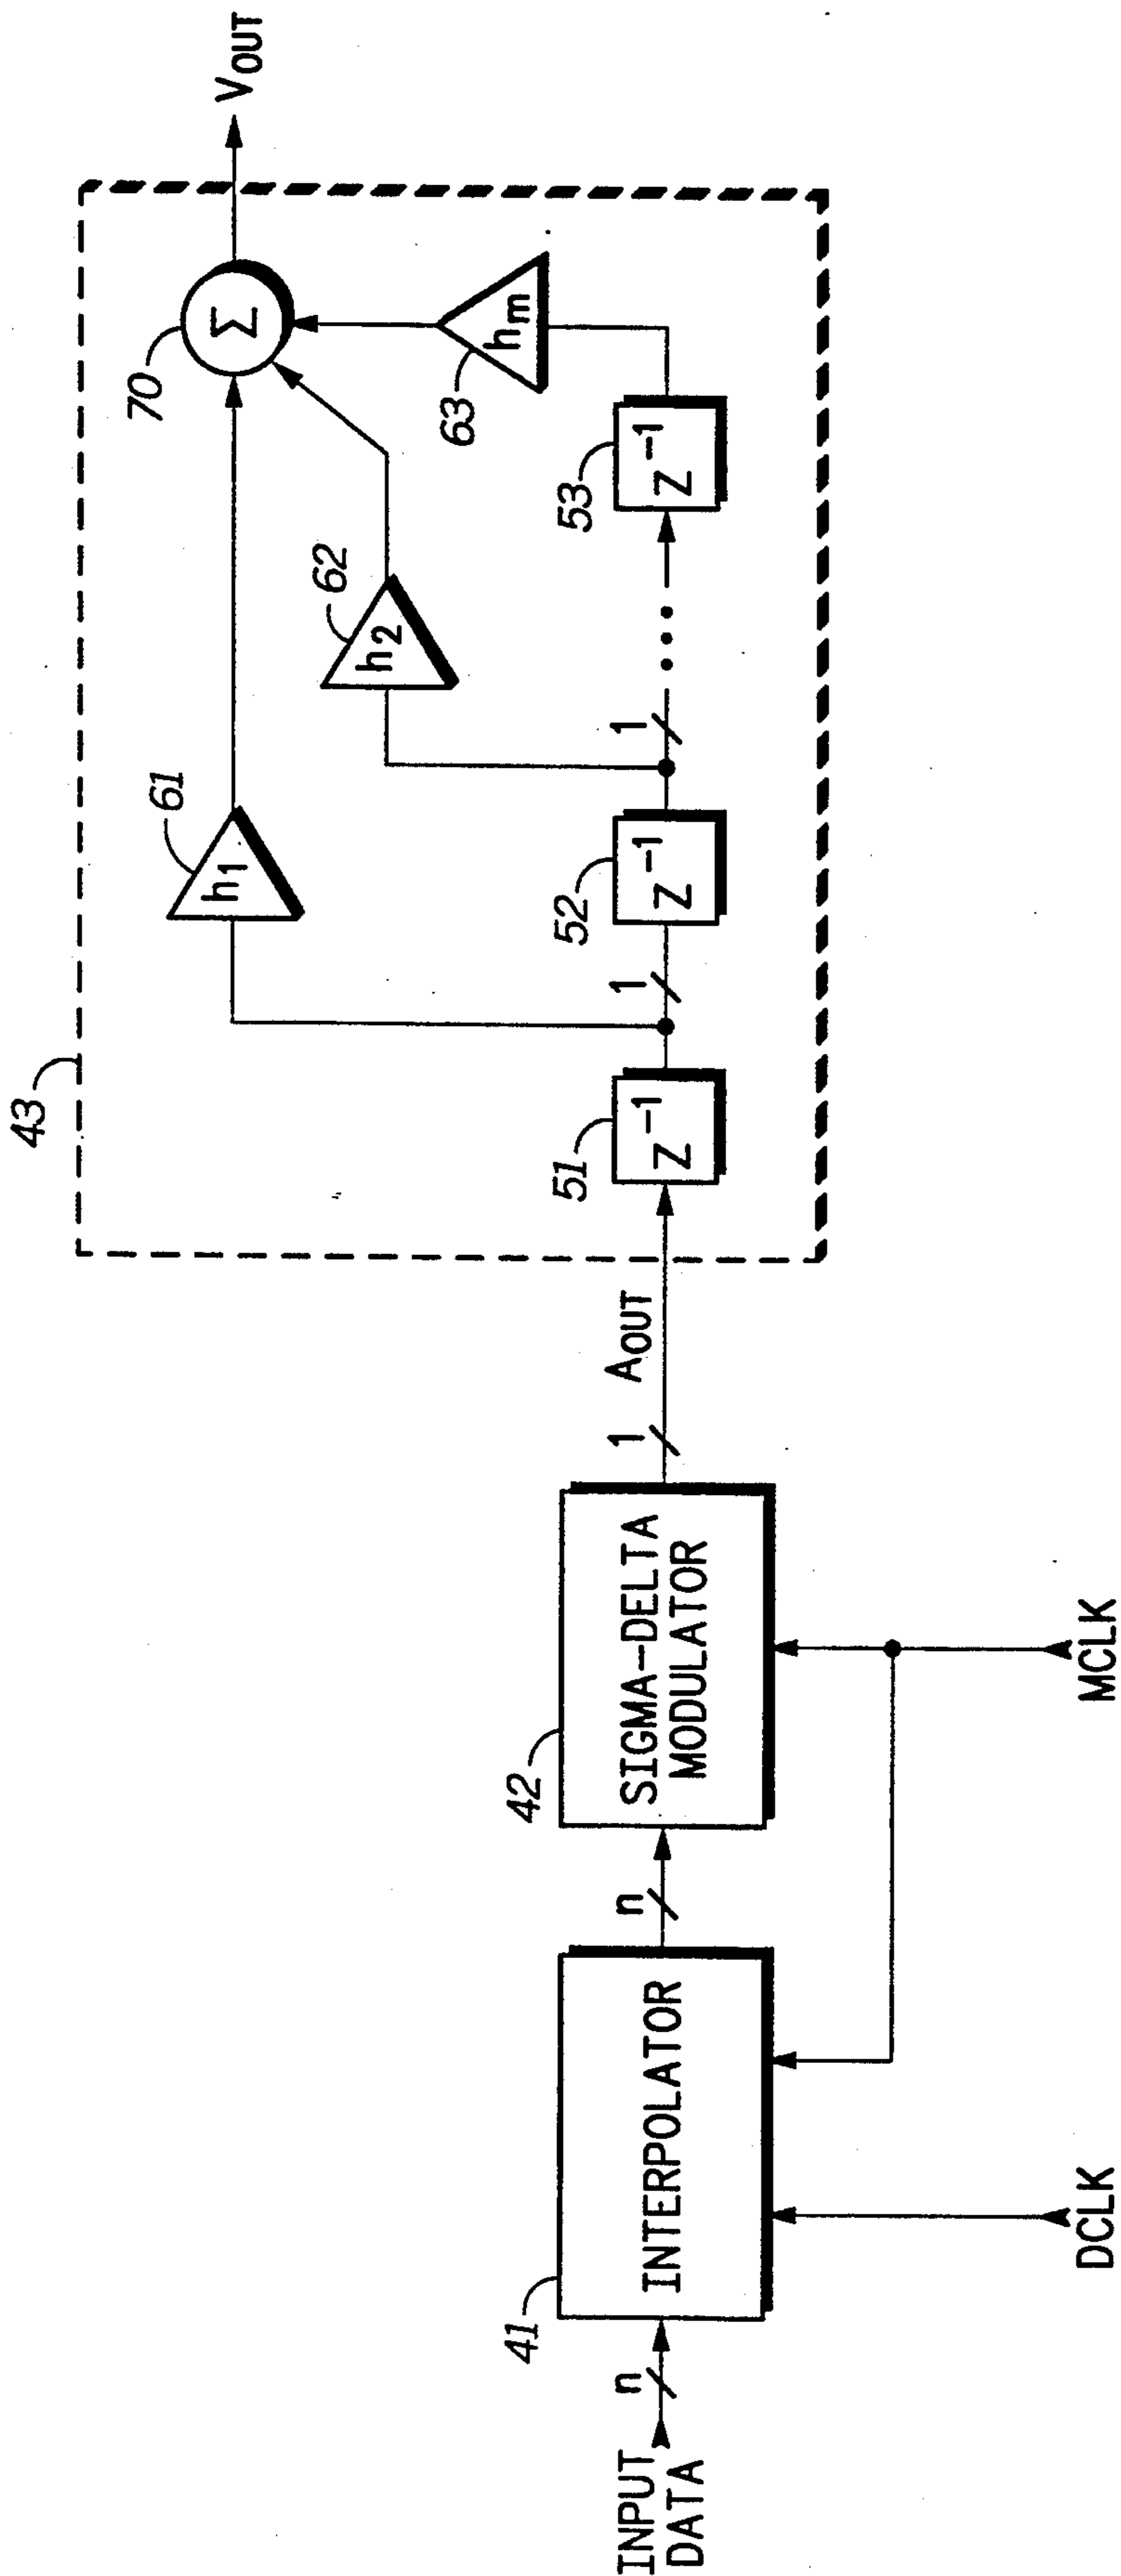 INPUT
DATA
n
41
INTERPOLATOR
DCLK
n
42
SIGMA-DELTA
MODULATOR
MCLK
1
AOUT
43
51
Z⁻¹
1
61
h1
52
Z⁻¹
1
62
h2
...
53
Z⁻¹
63
hm
70
Σ
VOUT